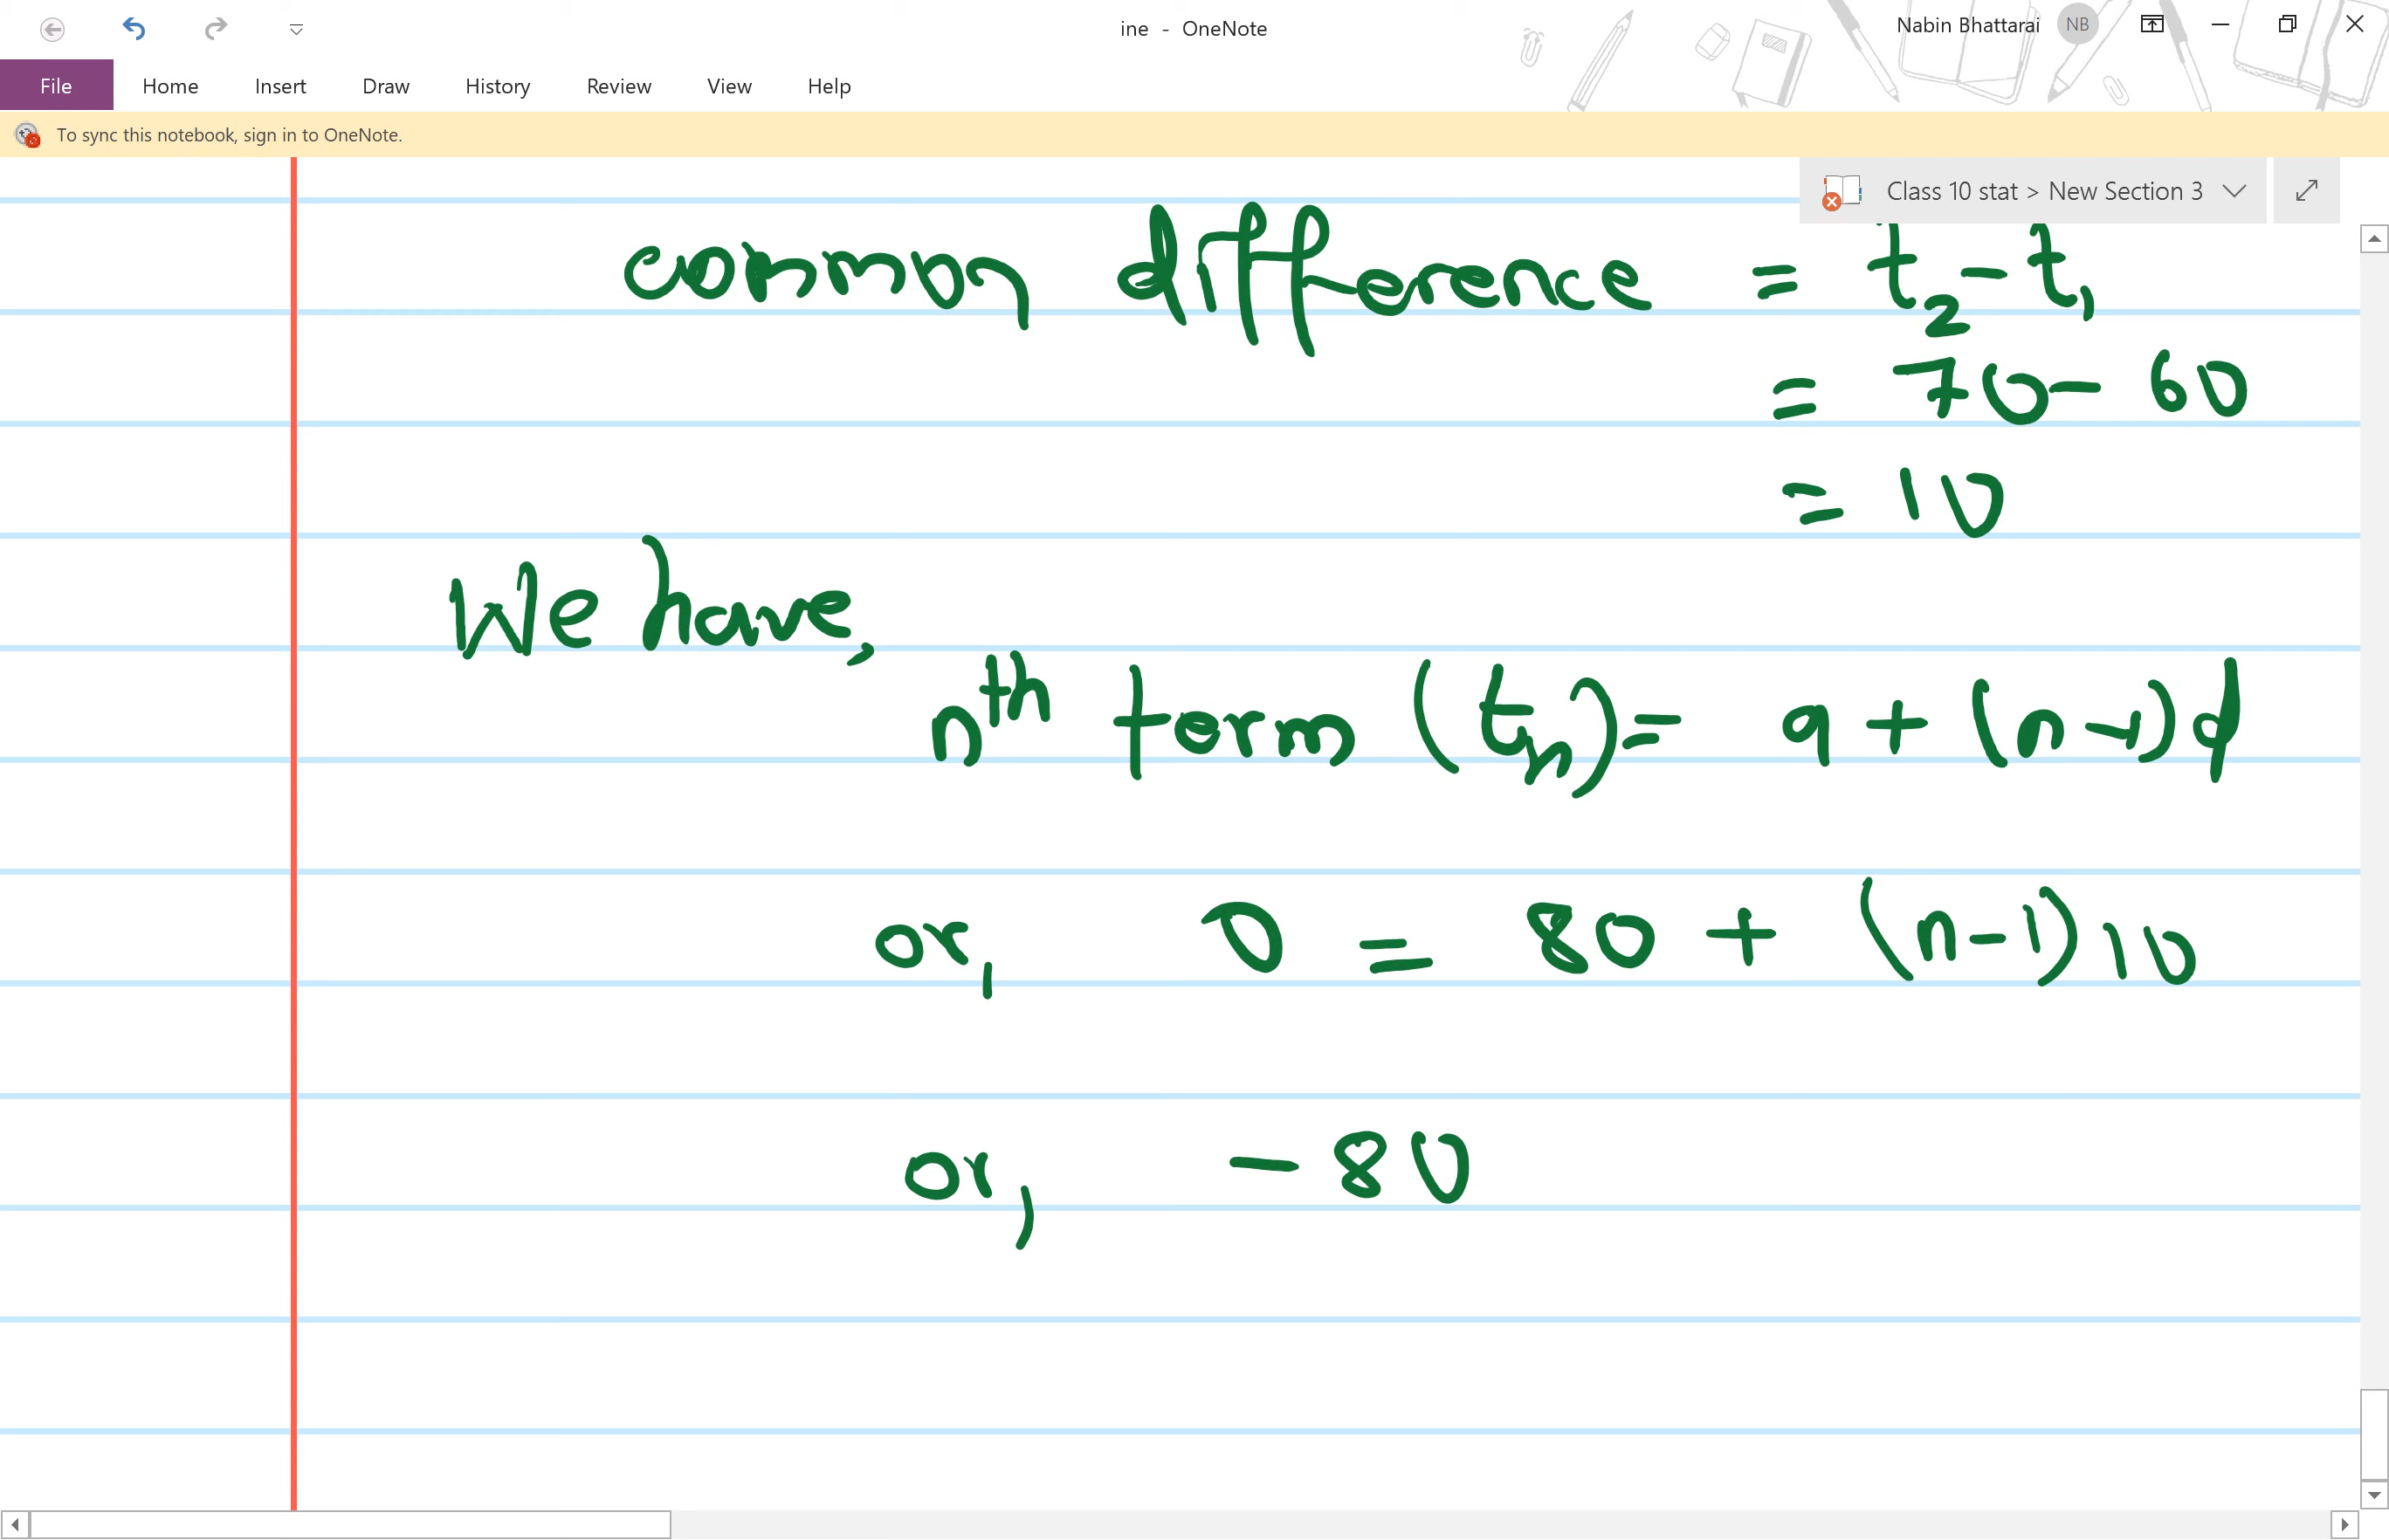 ine - OneNote
Nabin Bhattarai NB
File Home Insert Draw History Review View Help
To sync this notebook, sign in to OneNote.
Class 10 stat > New Section 3
common difference = t₂ - t₁
= 70 - 60
= 10
We have,
nᵗʰ term (tₙ) = a + (n-1)d
or, 0 = 80 + (n-1)10
or, -80